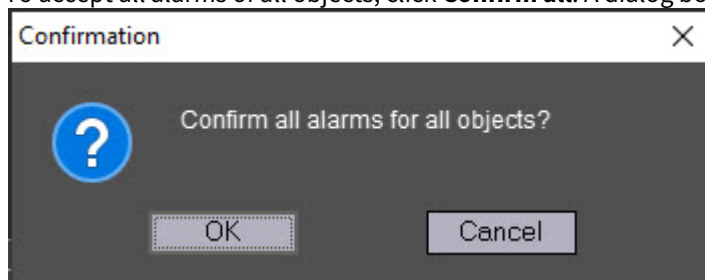 To accept all alarms of all objects, click Confirm all. A dialog bo
Confirmation
Confirm all alarms for all objects?
OK
Cancel